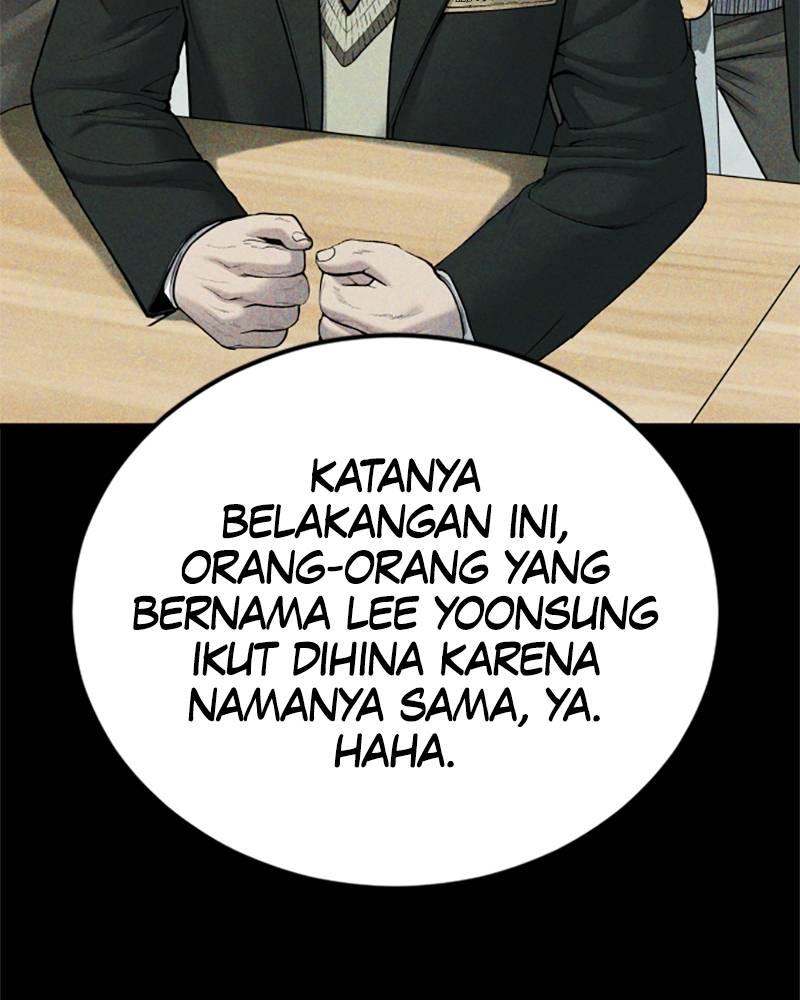 KATANYA
BELAKANGAN INI,
ORANG-ORANG YANG
BERNAMA LEE YOONSUNG
IKUT DIHINA KARENA
NAMANYA SAMA, YA.
HAHA.